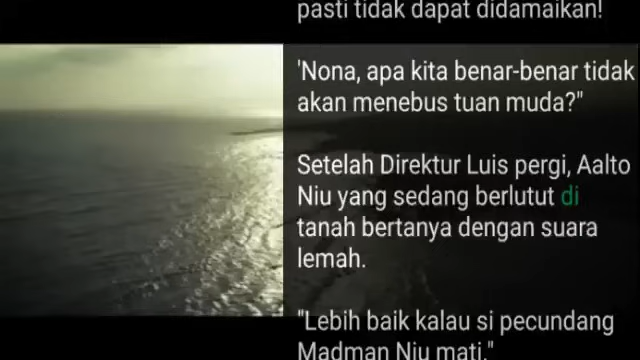 pasti tidak dapat didamaikan!
'Nona, apa kita benar-benar tidak
akan menebus tuan muda?"
Setelah Direktur Luis pergi, Aalto
Niu yang sedang berlutut di
tanah bertanya dengan suara
lemah.
"Lebih baik kalau si pecundang
Madman Niu mati."